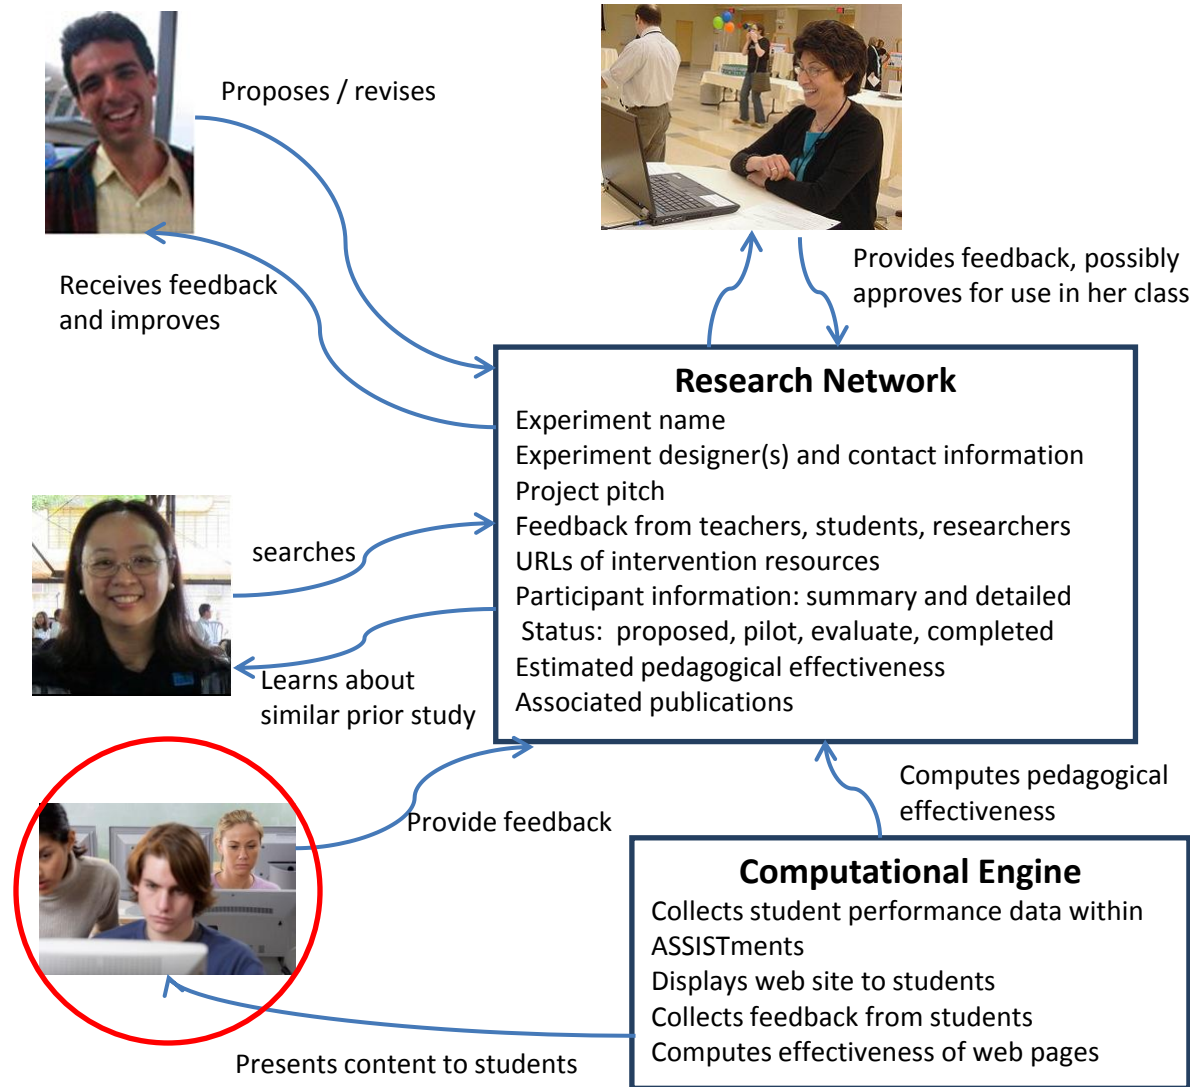 Proposes / revises
Receives feedback
and improves
Provides feedback, possibly
approves for use in her class
Research Network
Experiment name
Experiment designer(s) and contact information
Project pitch
Feedback from teachers, students, researchers
URLs of intervention resources
Participant information: summary and detailed
Status: proposed, pilot, evaluate, completed
Estimated pedagogical effectiveness
Associated publications
searches
Learns about
similar prior study
Provide feedback
Computes pedagogical
effectiveness
Computational Engine
Collects student performance data within
ASSISTments
Displays web site to students
Collects feedback from students
Computes effectiveness of web pages
Presents content to students